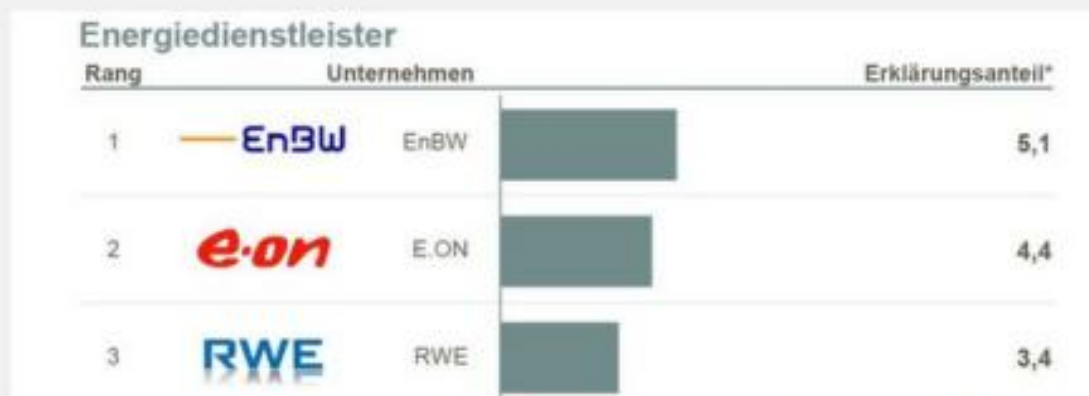 Energiedienstleister
Rang Unternehmen Erklärungsanteil*
1 EnBW EnBW 5,1
2 e·on E.ON 4,4
3 RWE RWE 3,4